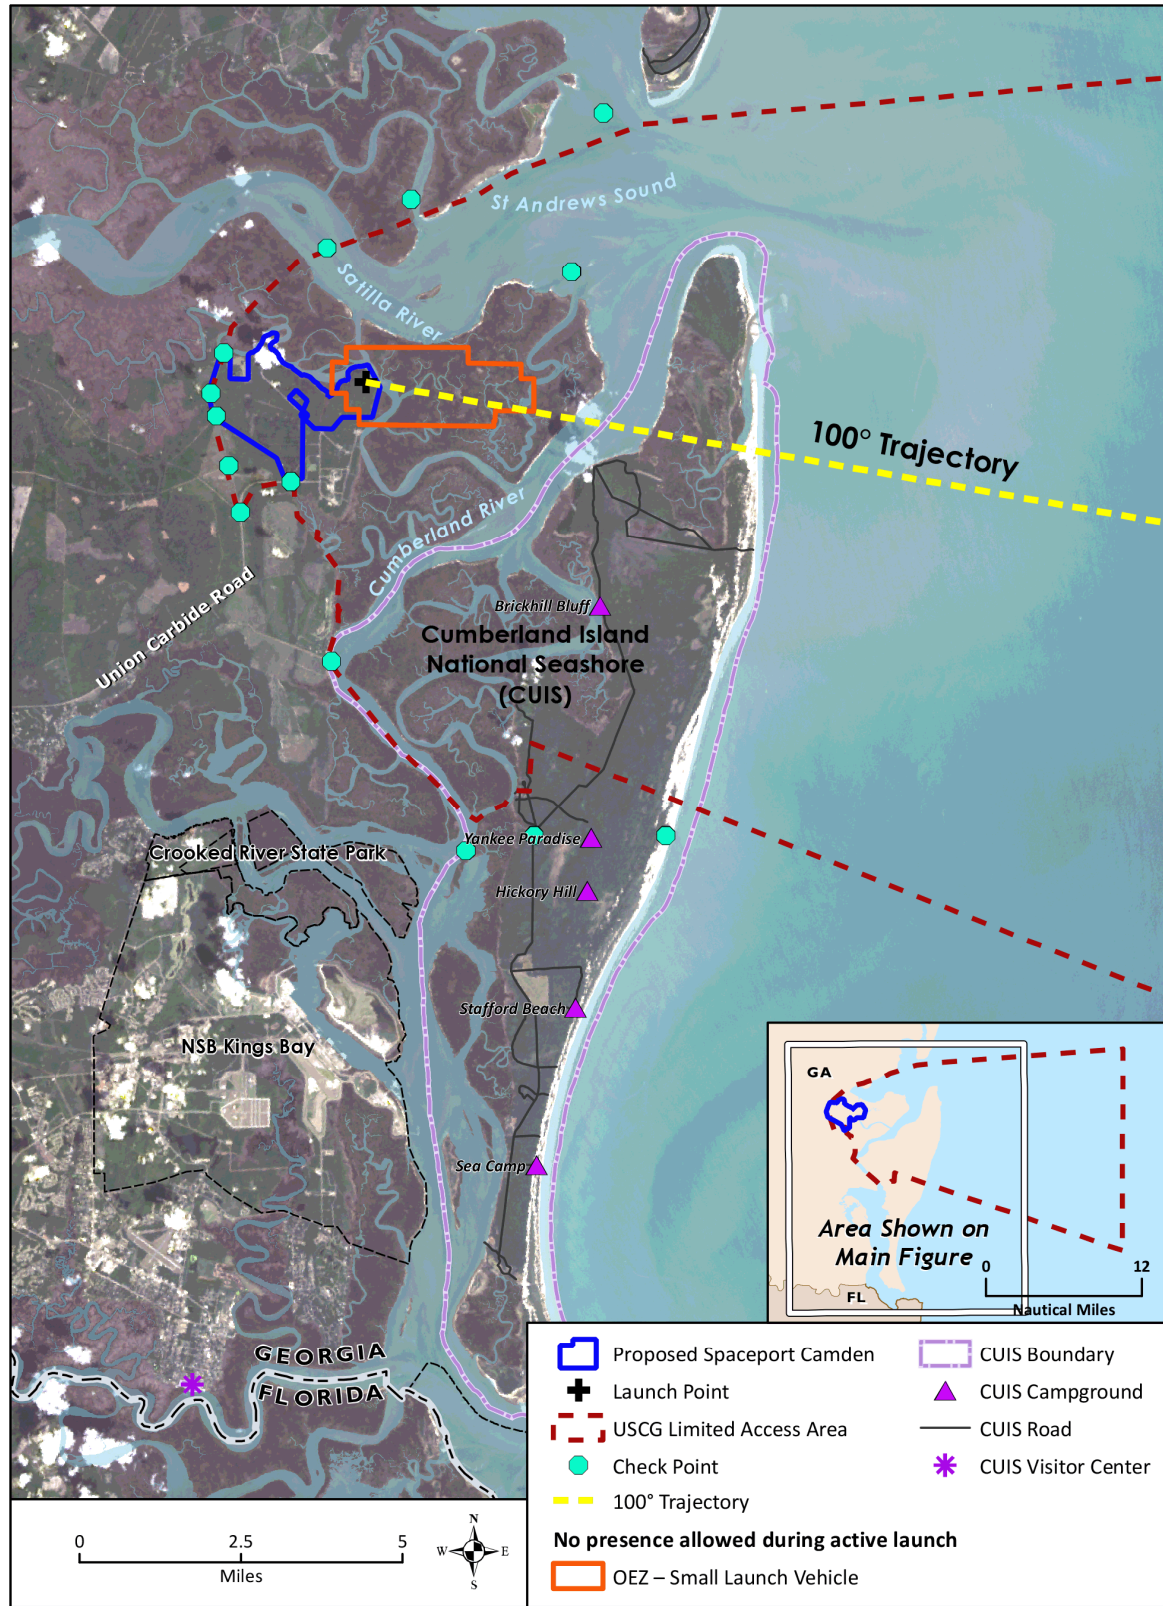 St Andrews Sound
Satilla River
100° Trajectory
Cumberland River
Union Carbide Road
Brickhill Bluff
Cumberland Island
National Seashore
(CUIS)
Yankee Paradise
Crooked River State Park
Hickory Hill
Stafford Beach
NSB Kings Bay
Sea Camp
GEORGIA
FLORIDA
GA
Area Shown on
Main Figure
0 12
Nautical Miles
FL
Proposed Spaceport Camden
Launch Point
USCG Limited Access Area
Check Point
100° Trajectory
No presence allowed during active launch
OEZ – Small Launch Vehicle
CUIS Boundary
CUIS Campground
CUIS Road
CUIS Visitor Center
0 2.5 5
Miles
N
W E
S